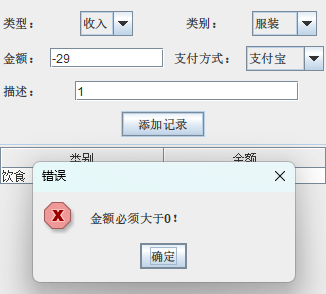 类型： 收入 类别： 服装
金额： -29 支付方式： 支付宝
描述： 1
添加记录
类别 金额
饮食
错误
金额必须大于0！
确定